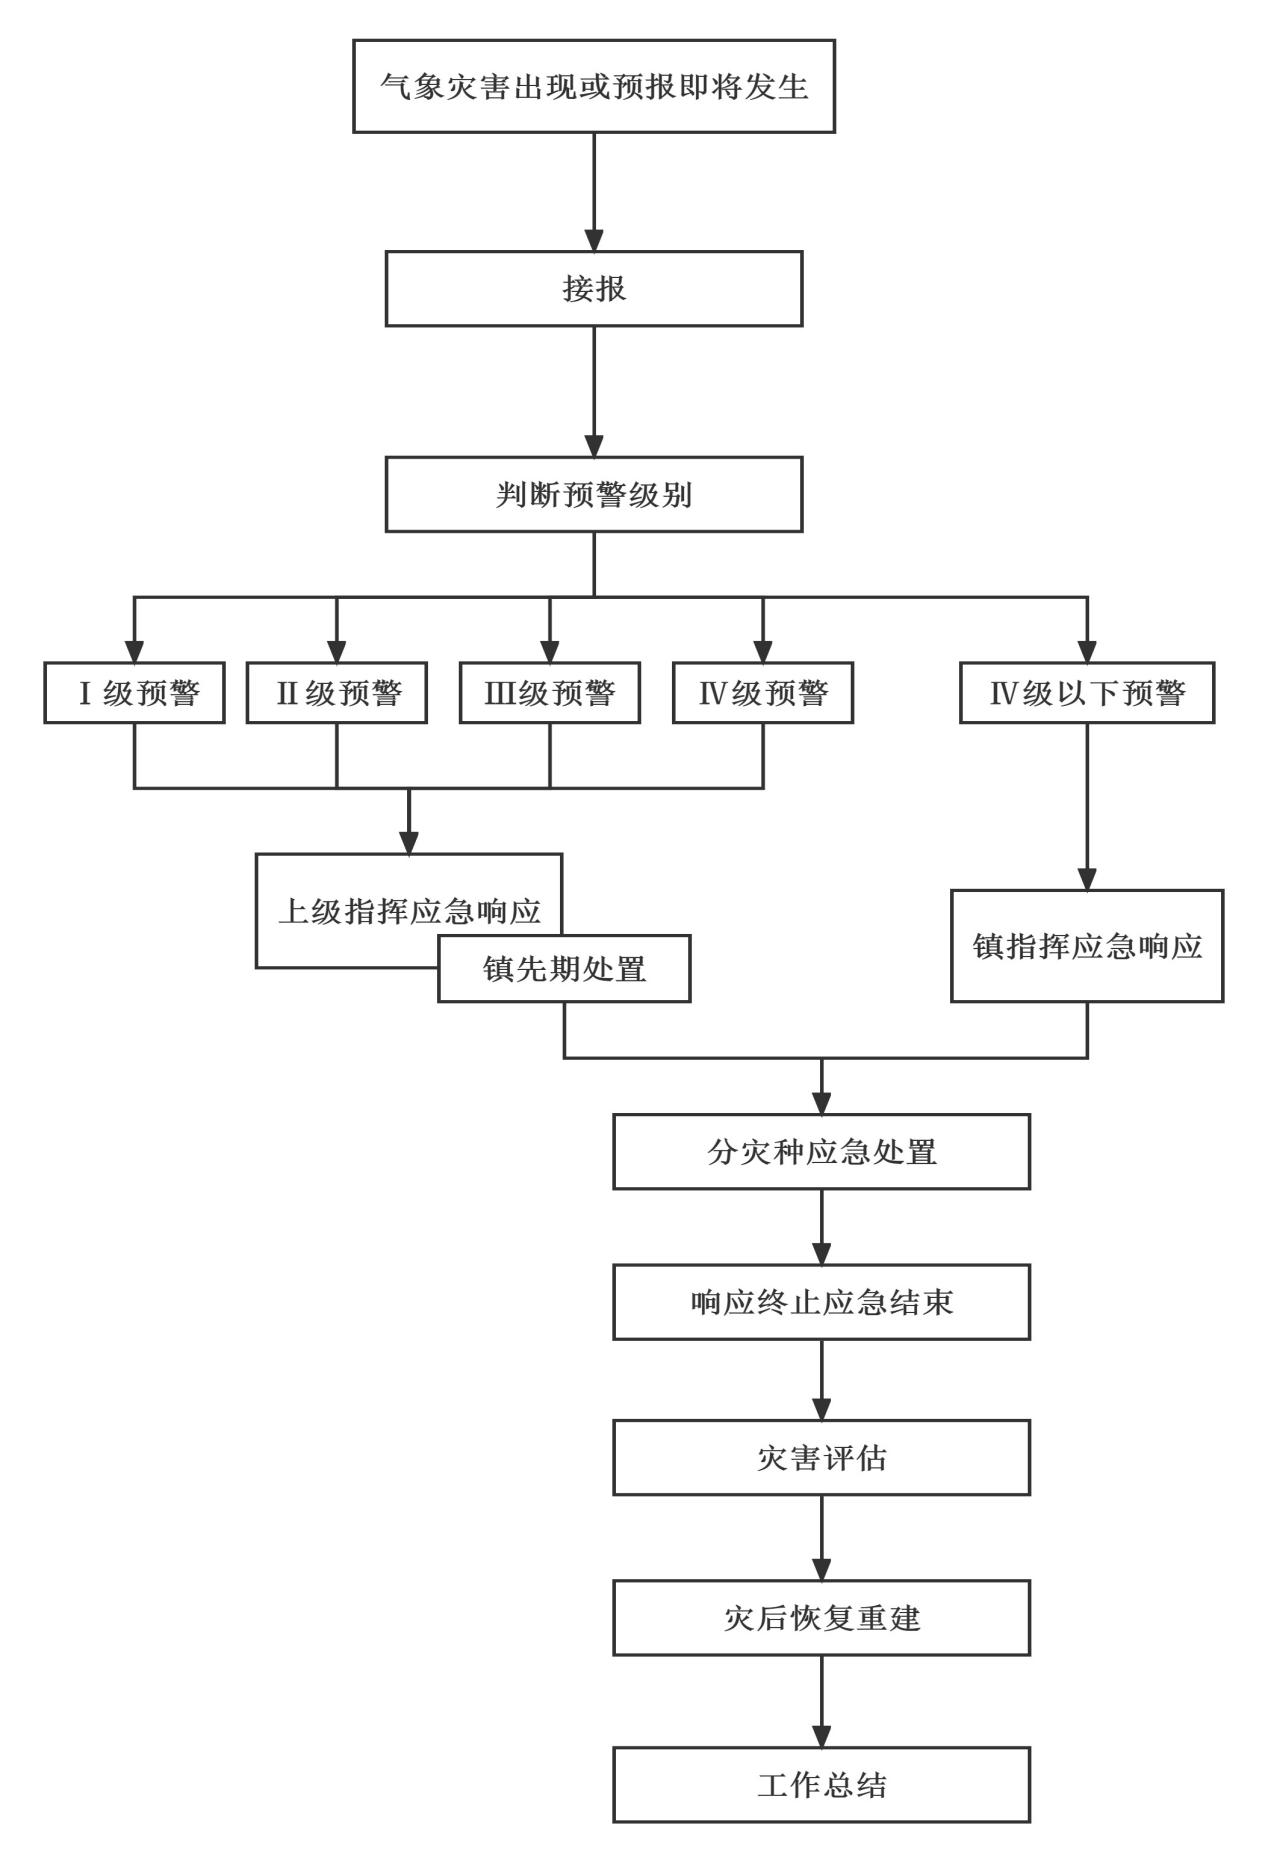 气象灾害出现或预报即将发生
接报
判断预警级别
Ⅰ级预警
Ⅱ级预警
Ⅲ级预警
Ⅳ级预警
Ⅳ级以下预警
上级指挥应急响应
镇先期处置
镇指挥应急响应
分灾种应急处置
响应终止应急结束
灾害评估
灾后恢复重建
工作总结